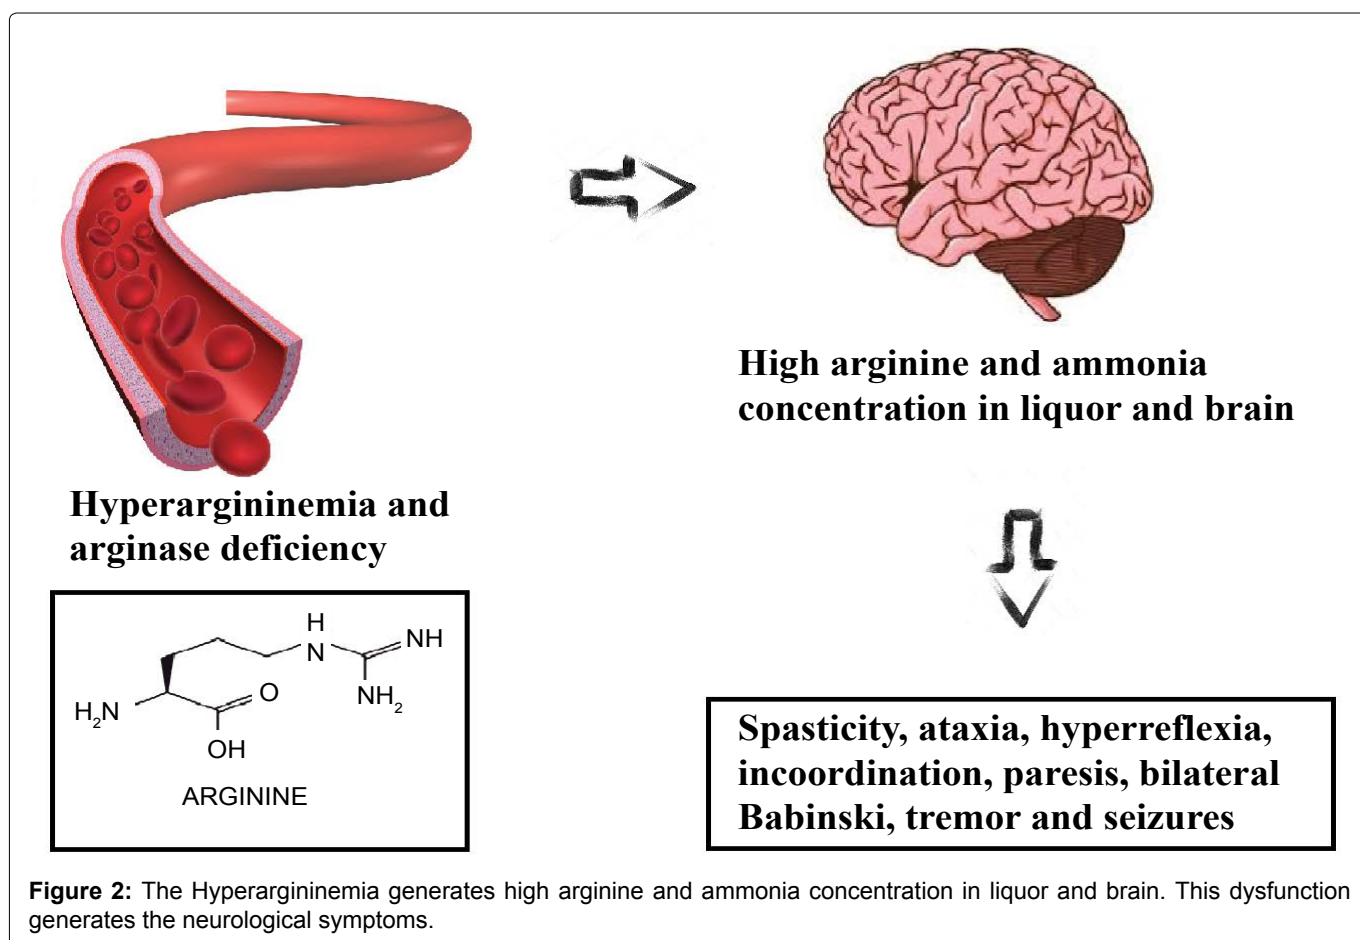 High arginine and ammonia
concentration in liquor and brain
Hyperargininemia and
arginase deficiency
H
N
NH
NH2
O
H2N
OH
ARGININE
Spasticity, ataxia, hyperreflexia,
incoordination, paresis, bilateral
Babinski, tremor and seizures
Figure 2: The Hyperargininemia generates high arginine and ammonia concentration in liquor and brain. This dysfunction
generates the neurological symptoms.